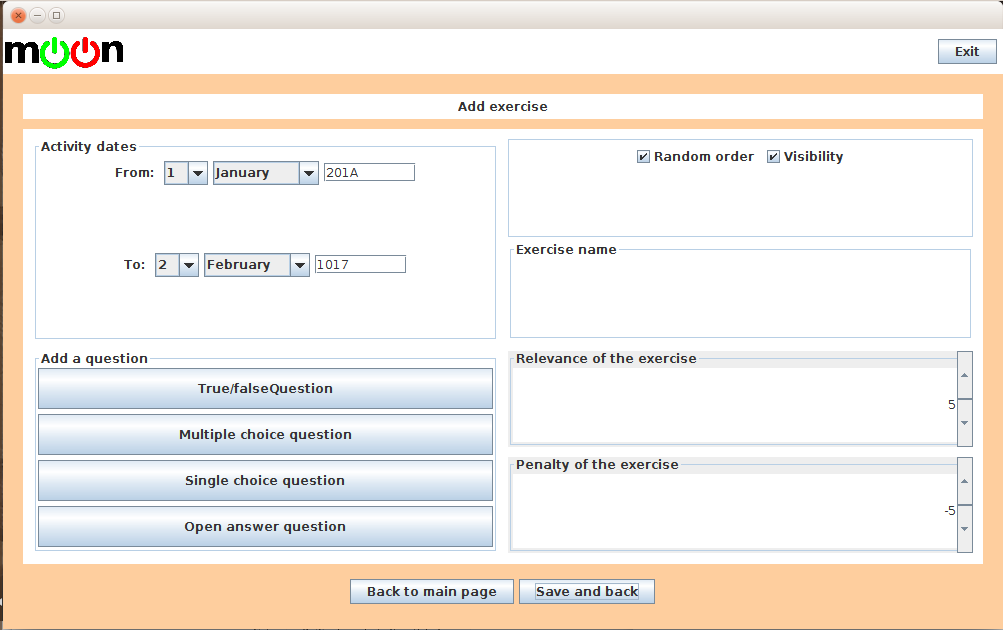 moon
Exit
Add exercise
Activity dates
From: 1 January 201A
To: 2 February 1017
Random order Visibility
Exercise name
Add a question
True/falseQuestion
Multiple choice question
Single choice question
Open answer question
Relevance of the exercise
5
Penalty of the exercise
-5
Back to main page Save and back